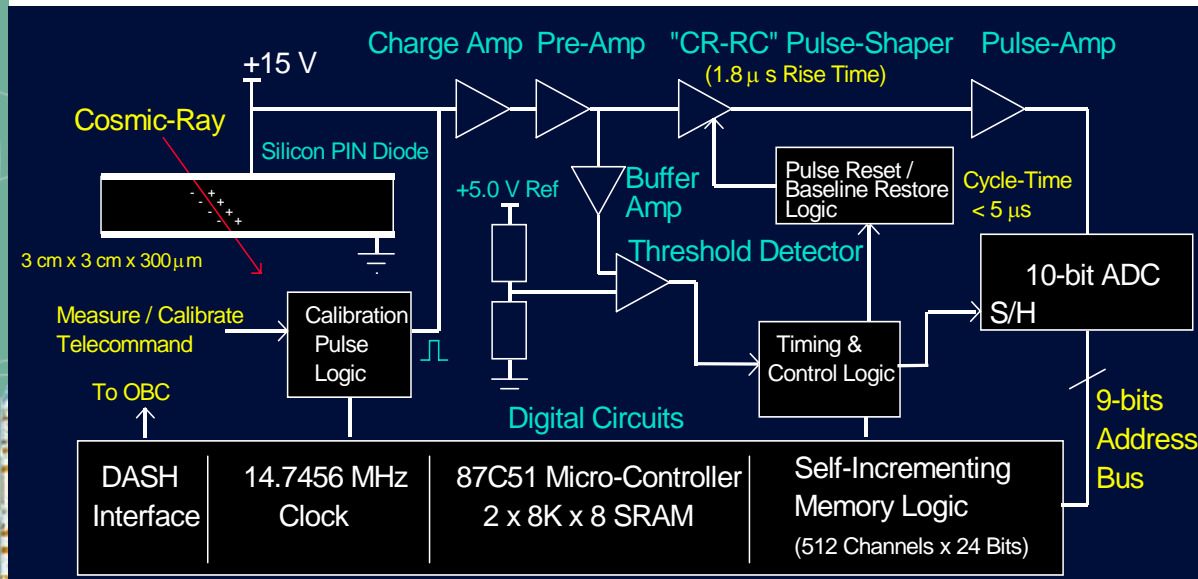 Charge Amp
Pre-Amp
"CR-RC" Pulse-Shaper
(1.8 μ s Rise Time)
Pulse-Amp
+15 V
Cosmic-Ray
Silicon PIN Diode
- +
- +
- +
- +
3 cm x 3 cm x 300 μ m
+5.0 V Ref
Buffer
Amp
Pulse Reset /
Baseline Restore
Logic
Cycle-Time
< 5 μs
Threshold Detector
10-bit ADC
S/H
Measure / Calibrate
Telecommand
Calibration
Pulse
Logic
Timing &
Control Logic
To OBC
Digital Circuits
9-bits
Address
Bus
DASH
Interface
14.7456 MHz
Clock
87C51 Micro-Controller
2 x 8K x 8 SRAM
Self-Incrementing
Memory Logic
(512 Channels x 24 Bits)